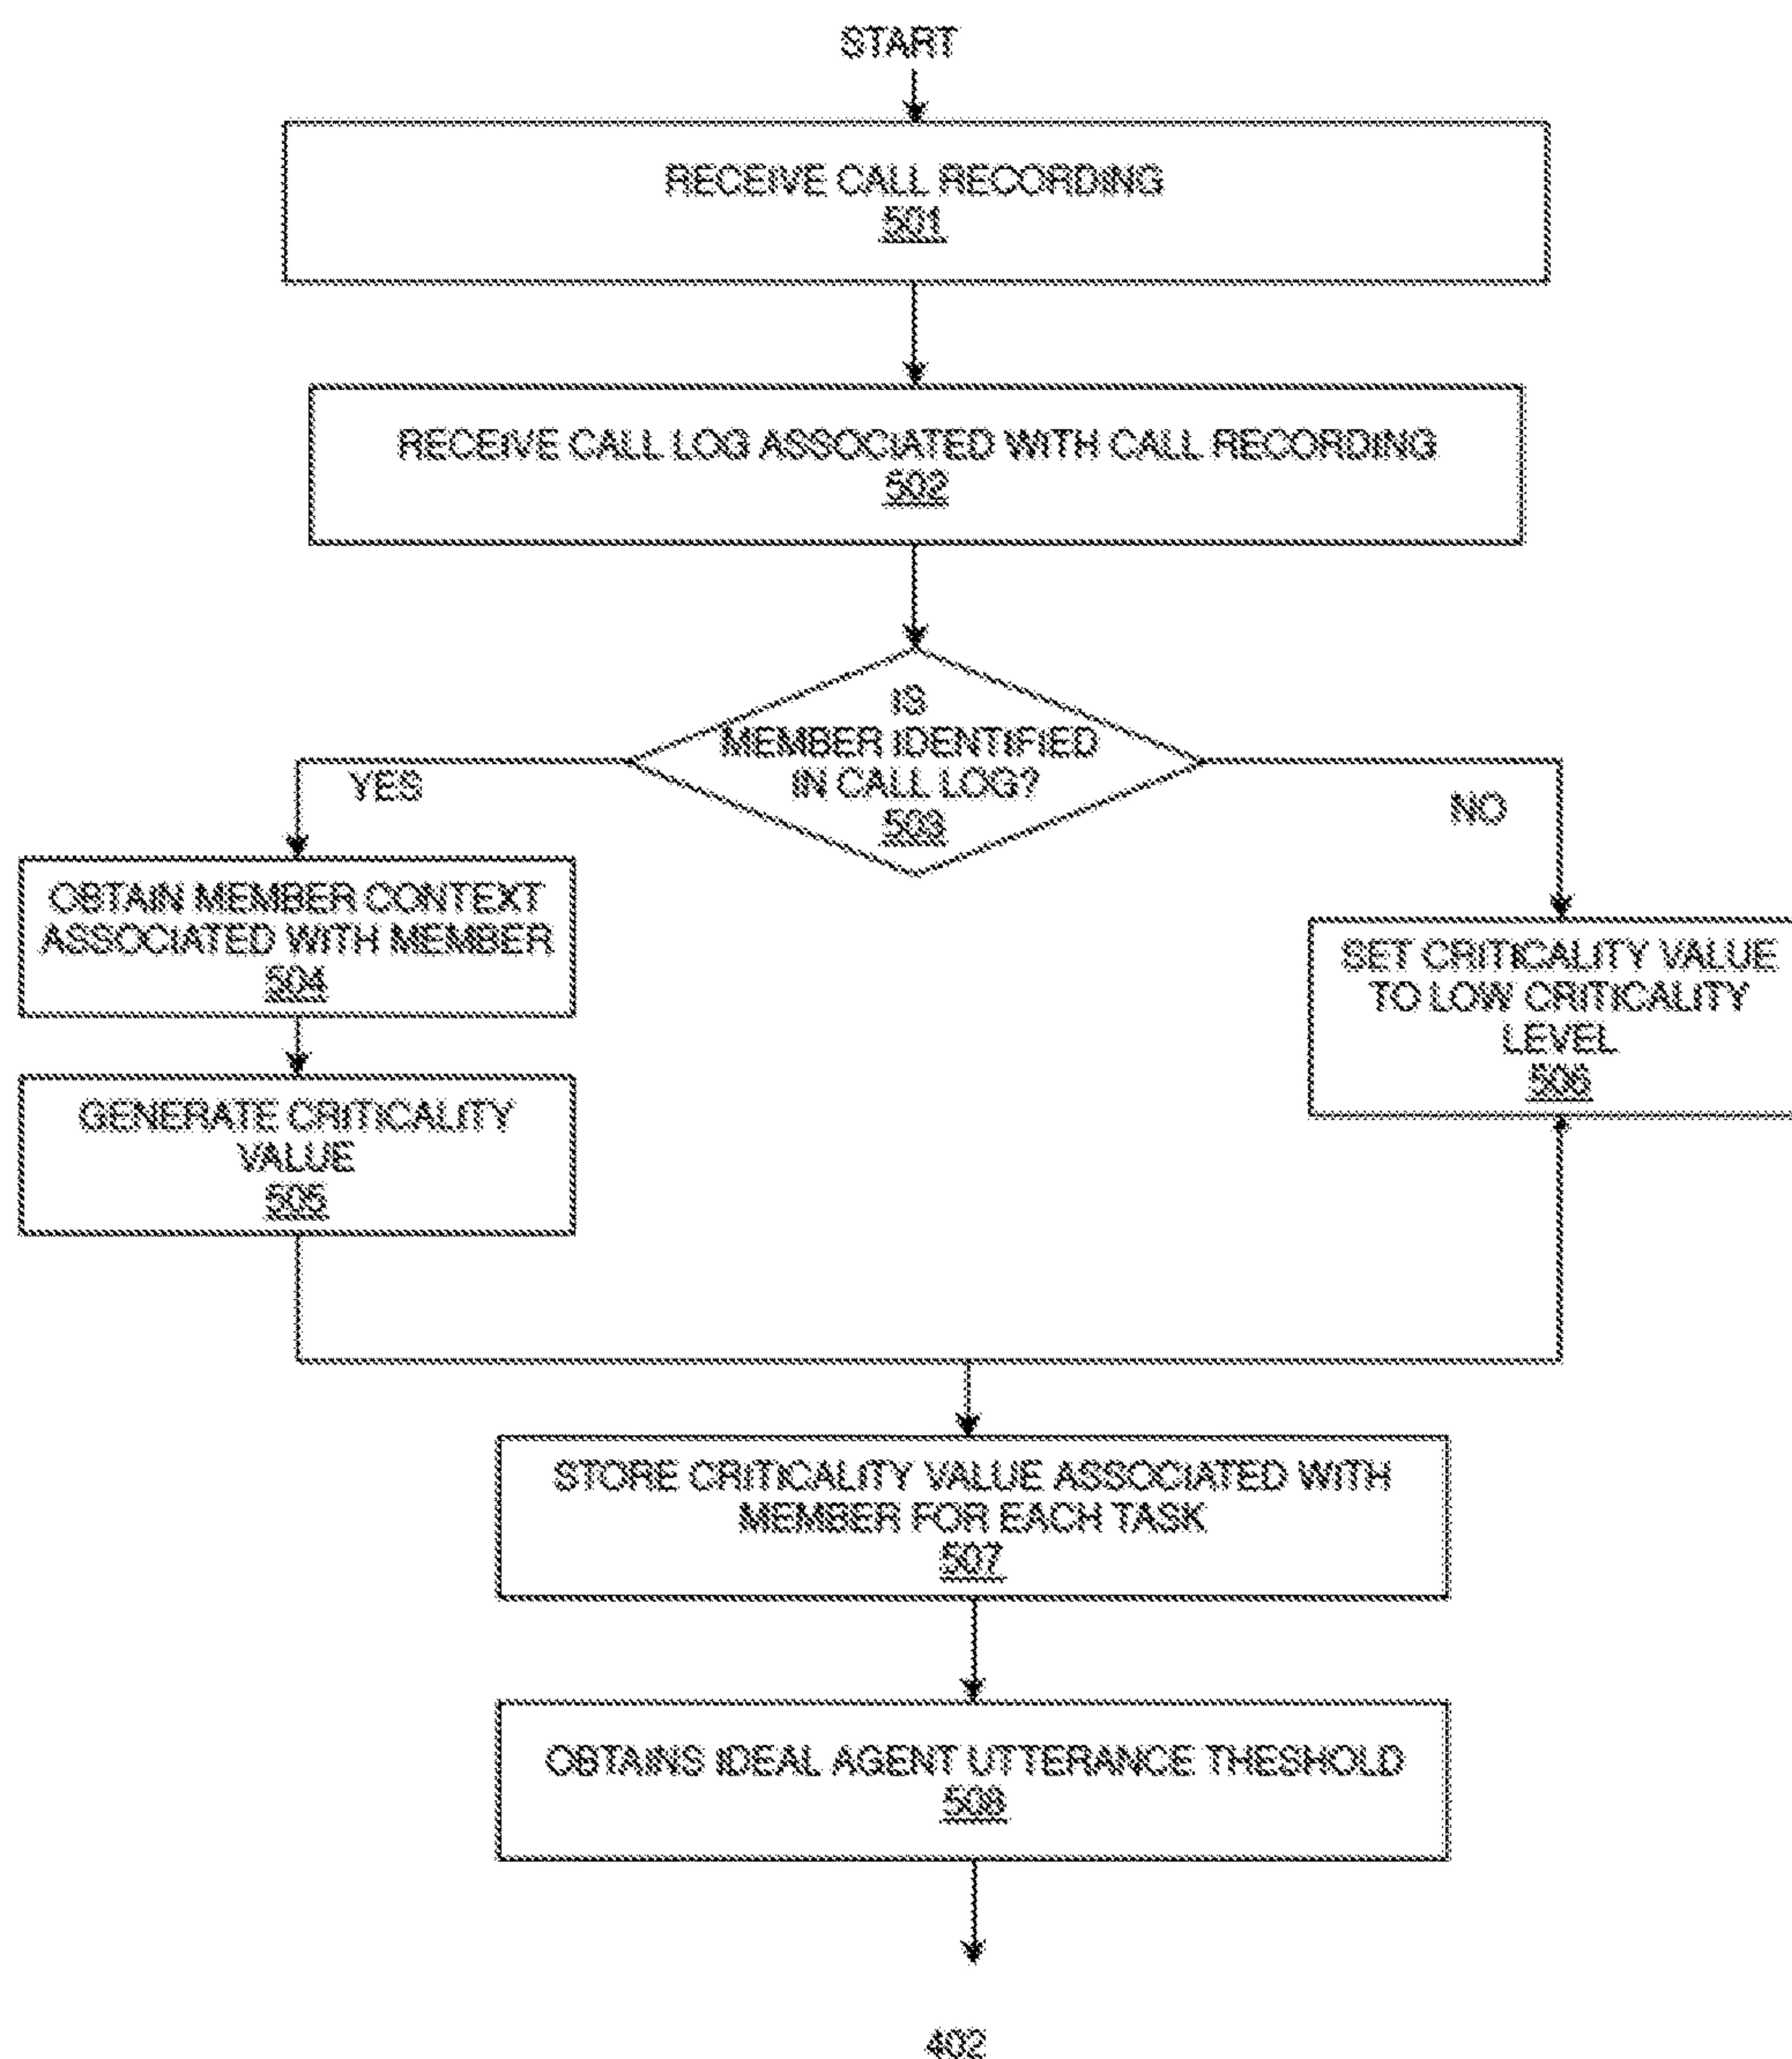 START
RECEIVE CALL RECORDING
501
RECEIVE CALL LOG ASSOCIATED WITH CALL RECORDING
502
IS
MEMBER IDENTIFIED
IN CALL LOG?
503
YES
NO
OBTAIN MEMBER CONTEXT
ASSOCIATED WITH MEMBER
504
SET CRITICALITY VALUE
TO LOW CRITICALITY
LEVEL
506
GENERATE CRITICALITY
VALUE
505
STORE CRITICALITY VALUE ASSOCIATED WITH
MEMBER FOR EACH TASK
507
OBTAINS IDEAL AGENT UTTERANCE THESHOLD
508
402